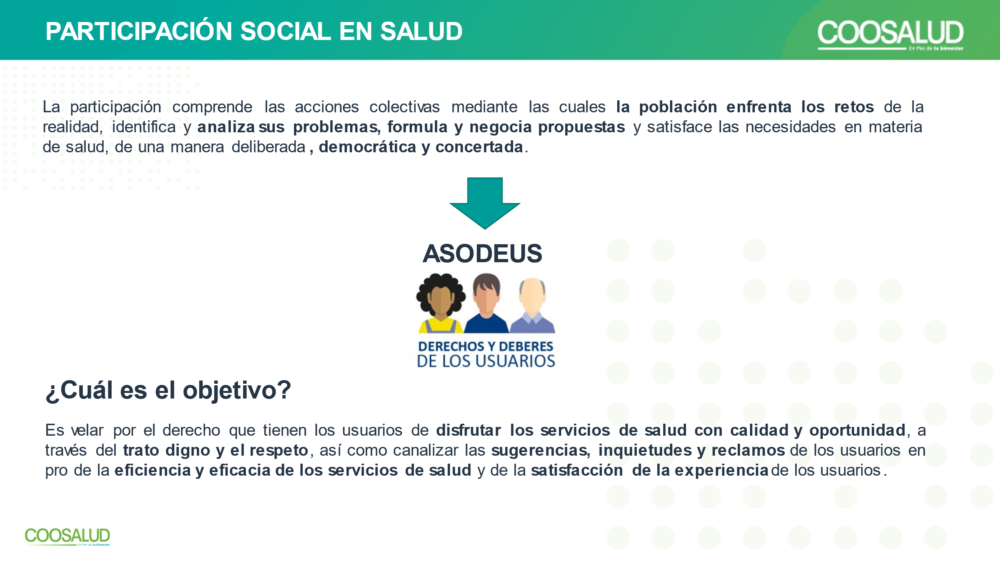 PARTICIPACIÓN SOCIAL EN SALUD
COOSALUD
En Pos de tu bienestar
La participación comprende las acciones colectivas mediante las cuales la población enfrenta los retos de la
realidad, identifica y analiza sus problemas, formula y negocia propuestas y satisface las necesidades en materia
de salud, de una manera deliberada, democrática y concertada.
ASODEUS
DERECHOS Y DEBERES
DE LOS USUARIOS
¿Cuál es el objetivo?
Es velar por el derecho que tienen los usuarios de disfrutar los servicios de salud con calidad y oportunidad, a
través del trato digno y el respeto, así como canalizar las sugerencias, inquietudes y reclamos de los usuarios en
pro de la eficiencia y eficacia de los servicios de salud y de la satisfacción de la experiencia de los usuarios.
COOSALUD
En Pos de tu bienestar